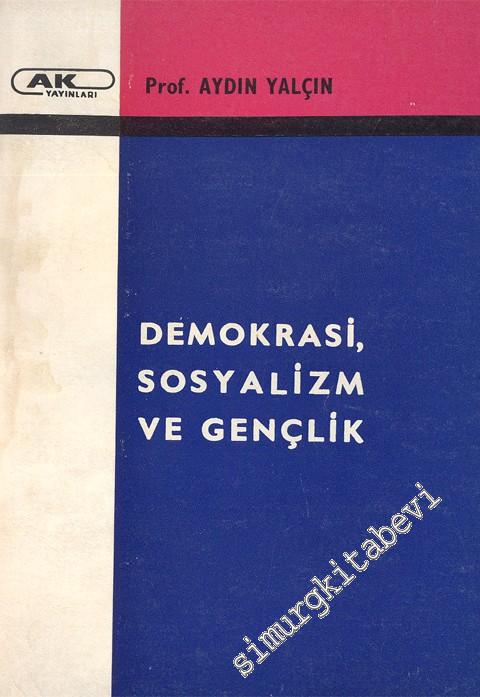 AK
YAYINLARI
Prof. AYDIN YALÇIN
DEMOKRASİ,
SOSYALİZM
VE GENÇLİK
simurgkitabevi